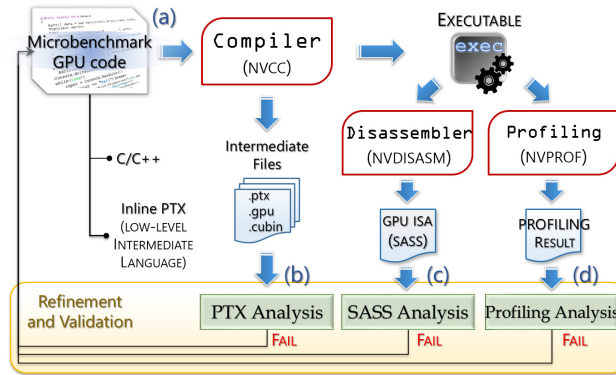 (a)
Microbenchmark
GPU code
Compiler
(NVCC)
EXECUTABLE
exec
C/C++
Inline PTX
(LOW-LEVEL
INTERMEDIATE
LANGUAGE)
Intermediate
Files
.ptx
.gpu
.cubin
Disassembler
(NVDISASM)
GPU ISA
(SASS)
Profiling
(NVPROF)
PROFILING
RESULT
Refinement
and Validation
(b)
PTX Analysis
FAIL
(c)
SASS Analysis
FAIL
(d)
Profiling Analysis
FAIL